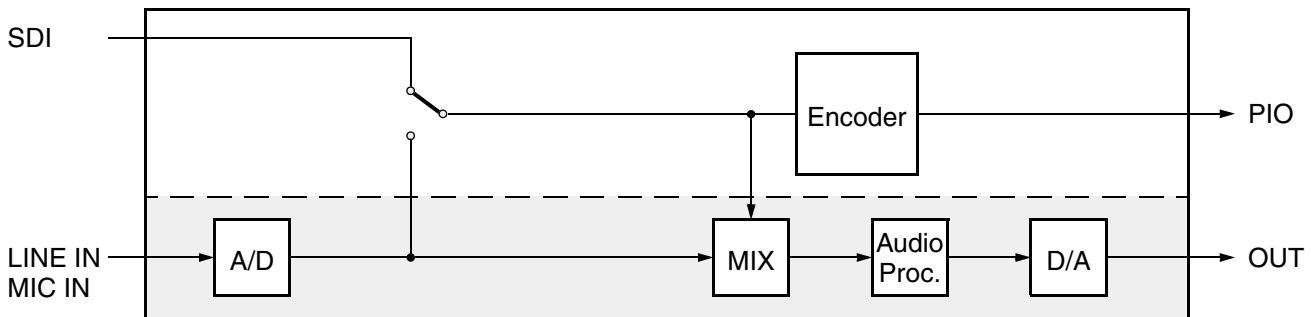 SDI
Encoder
PIO
LINE IN
MIC IN
A/D
MIX
Audio
Proc.
D/A
OUT